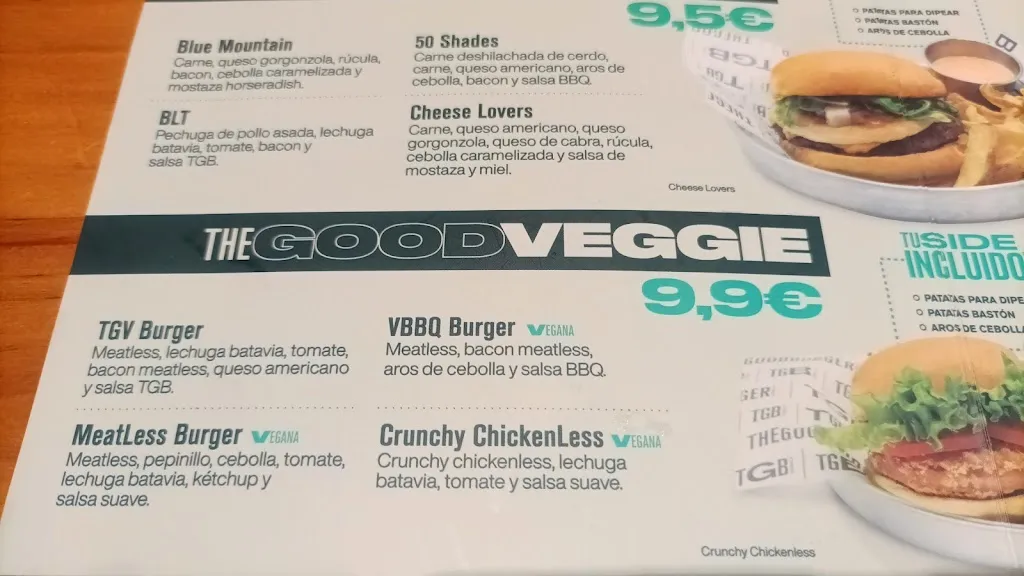 9,5€
PATATAS PARA DIPEAR
PATATAS BASTÓN
AROS DE CEBOLLA
Blue Mountain
Carne, queso gorgonzola, rúcula,
bacon, cebolla caramelizada y
mostaza horseradish.
50 Shades
Carne deshilachada de cerdo,
carne, queso americano, aros de
cebolla, bacon y salsa BBQ.
BLT
Pechuga de pollo asada, lechuga
batavia, tomate, bacon y
salsa TGB.
Cheese Lovers
Carne, queso americano, queso
gorgonzola, queso de cabra, rúcula,
cebolla caramelizada y salsa de
mostaza y miel.
Cheese Lovers
THEGOODVEGGIE
9,9€
TU SIDE
INCLUIDO
PATATAS PARA DIPE
PATATAS BASTÓN
AROS DE CEBOLLA
TGV Burger
Meatless, lechuga batavia, tomate,
bacon meatless, queso americano
y salsa TGB.
VBBQ Burger VEGANA
Meatless, bacon meatless,
aros de cebolla y salsa BBQ.
MeatLess Burger VEGANA
Meatless, pepinillo, cebolla, tomate,
lechuga batavia, kétchup y
salsa suave.
Crunchy ChickenLess VEGANA
Crunchy chickenless, lechuga
batavia, tomate y salsa suave.
TGB
TGB
Crunchy Chickenless